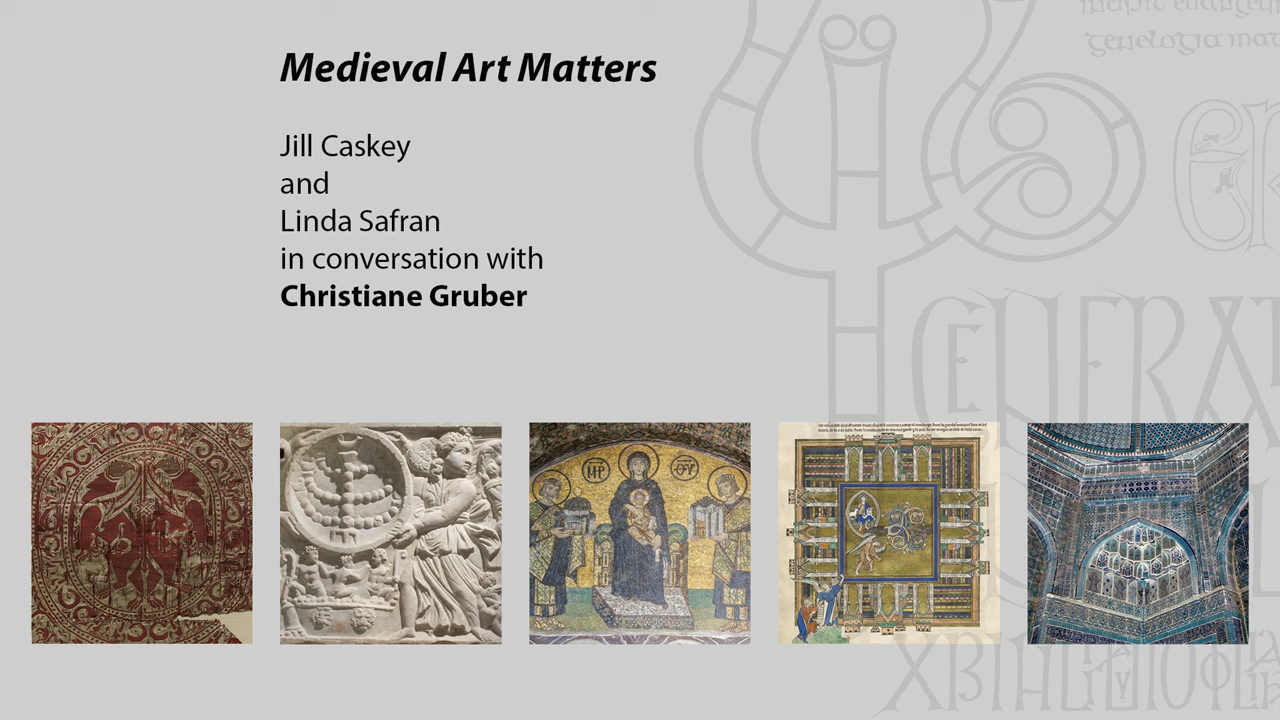 Medieval Art Matters
Jill Caskey
and
Linda Safran
in conversation with
Christiane Gruber